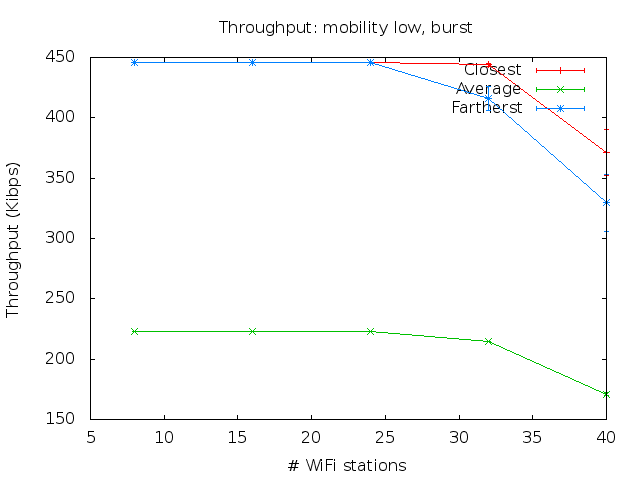 Throughput: mobility low, burst
450
400
350
300
250
200
150
Throughput (Kibps)
Closest
Average
Fartherst
5 10 15 20 25 30 35 40
# WiFi stations